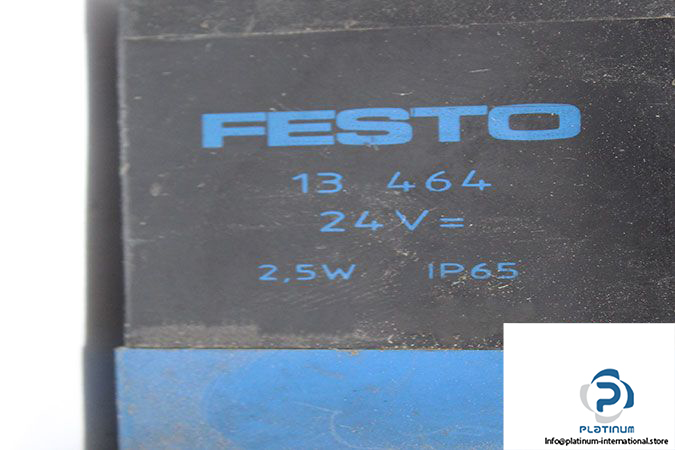 FESTO
13 464
24V=
2,5W IP65
PLATINUM
Info@platinum-international.store